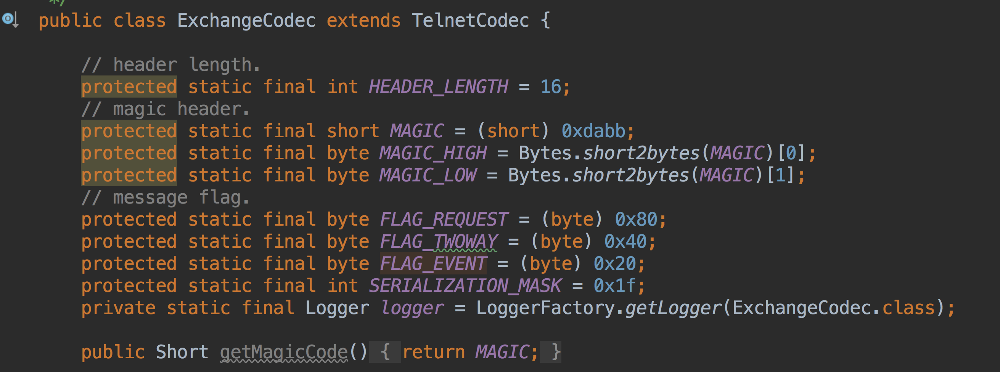 */
public class ExchangeCodec extends TelnetCodec {
// header length.
protected static final int HEADER_LENGTH = 16;
// magic header.
protected static final short MAGIC = (short) 0xdabb;
protected static final byte MAGIC_HIGH = Bytes.short2bytes(MAGIC)[0];
protected static final byte MAGIC_LOW = Bytes.short2bytes(MAGIC)[1];
// message flag.
protected static final byte FLAG_REQUEST = (byte) 0x80;
protected static final byte FLAG_TWOWAY = (byte) 0x40;
protected static final byte FLAG_EVENT = (byte) 0x20;
protected static final int SERIALIZATION_MASK = 0x1f;
private static final Logger logger = LoggerFactory.getLogger(ExchangeCodec.class);
public Short getMagicCode() { return MAGIC; }